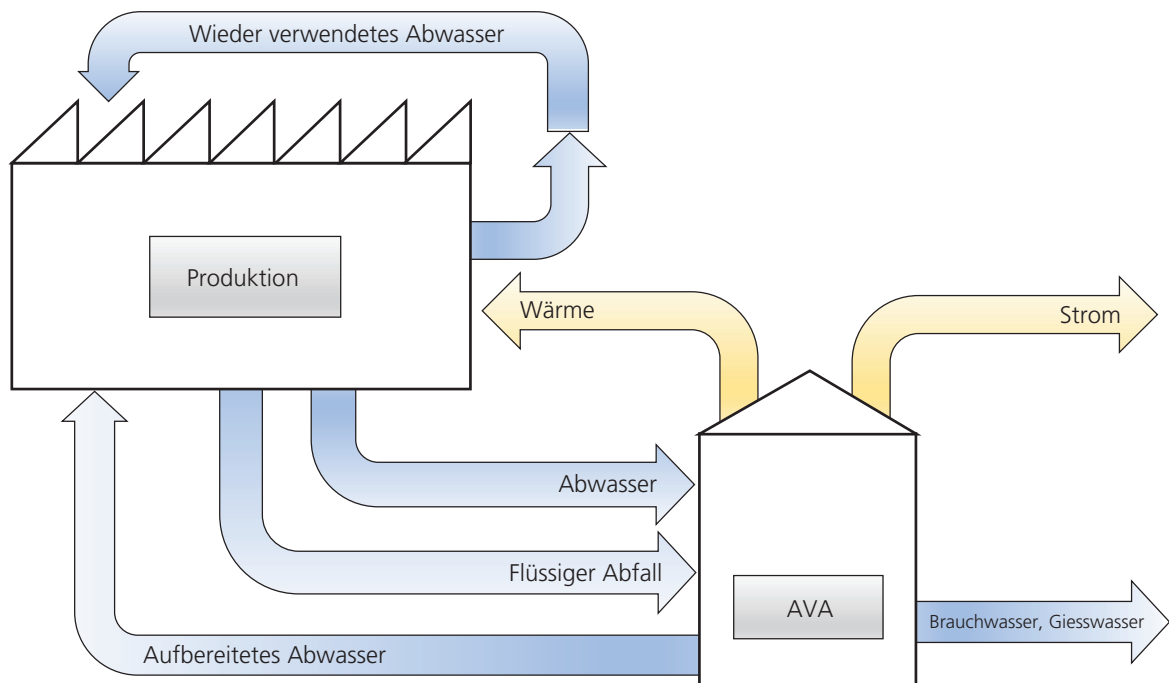 Wieder verwendetes Abwasser
Produktion
Wärme
Strom
Abwasser
Flüssiger Abfall
AVA
Brauchwasser, Giesswasser
Aufbereitetes Abwasser